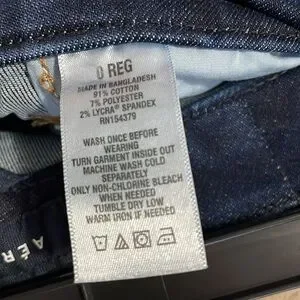 0 REG
MADE IN BANGLADESH
91% COTTON
7% POLYESTER
2% LYCRA® SPANDEX
RN154379
WASH ONCE BEFORE
WEARING
TURN GARMENT INSIDE OUT
MACHINE WASH COLD
SEPARATELY
ONLY NON-CHLORINE BLEACH
WHEN NEEDED
TUMBLE DRY LOW
WARM IRON IF NEEDED
AÉR